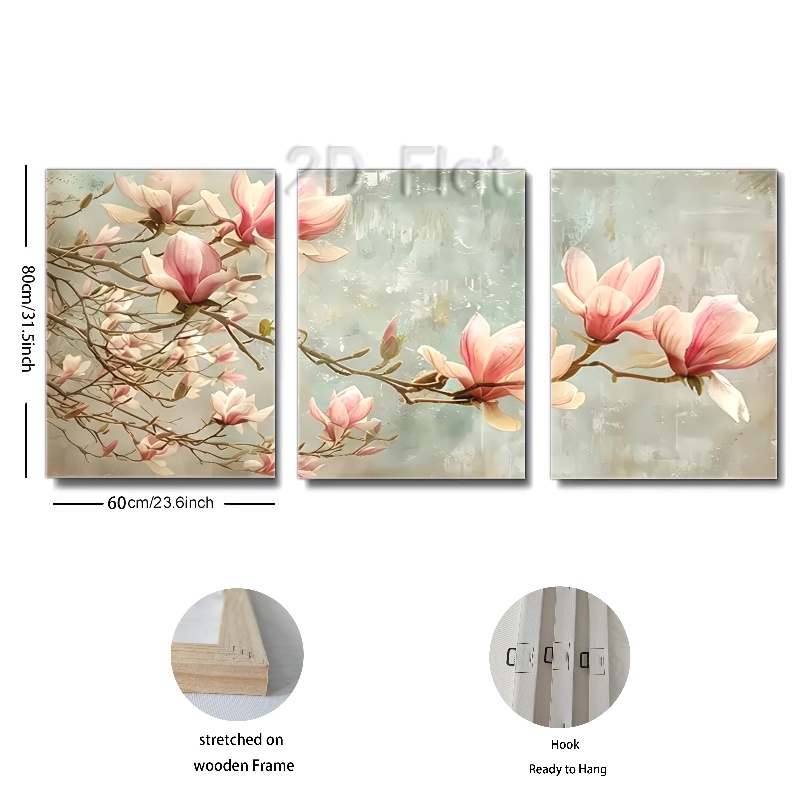 2D Flat
80cm/31.5inch
60cm/23.6inch
stretched on
wooden Frame
Hook
Ready to Hang